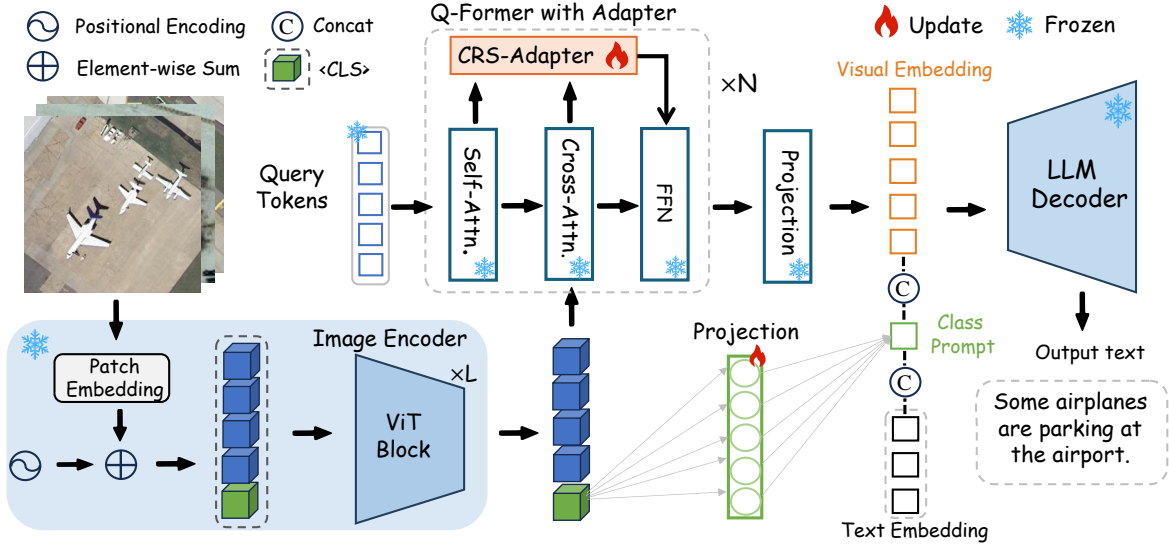 Positional Encoding
C Concat
Element-wise Sum
<CLS>
Q-Former with Adapter
CRS-Adapter
×N
Update
Frozen
Query
Tokens
Self-Attn.
Cross-Attn.
FFN
Projection
Visual Embedding
LLM
Decoder
C
Class
Prompt
C
Text Embedding
Output text
Some airplanes
are parking at
the airport.
Patch
Embedding
Image Encoder
×L
ViT
Block
Projection